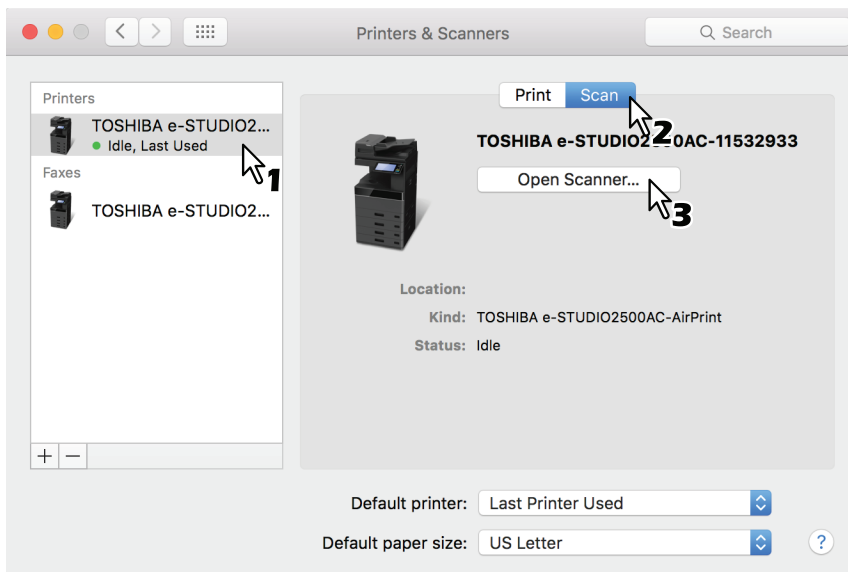 Printers & Scanners
Search
Printers
TOSHIBA e-STUDIO2...
Idle, Last Used
1
Faxes
TOSHIBA e-STUDIO2...
Print
Scan
2
TOSHIBA e-STUDIO2500AC-11532933
Open Scanner...
3
Location:
Kind: TOSHIBA e-STUDIO2500AC-AirPrint
Status: Idle
+ −
Default printer: Last Printer Used
Default paper size: US Letter
?